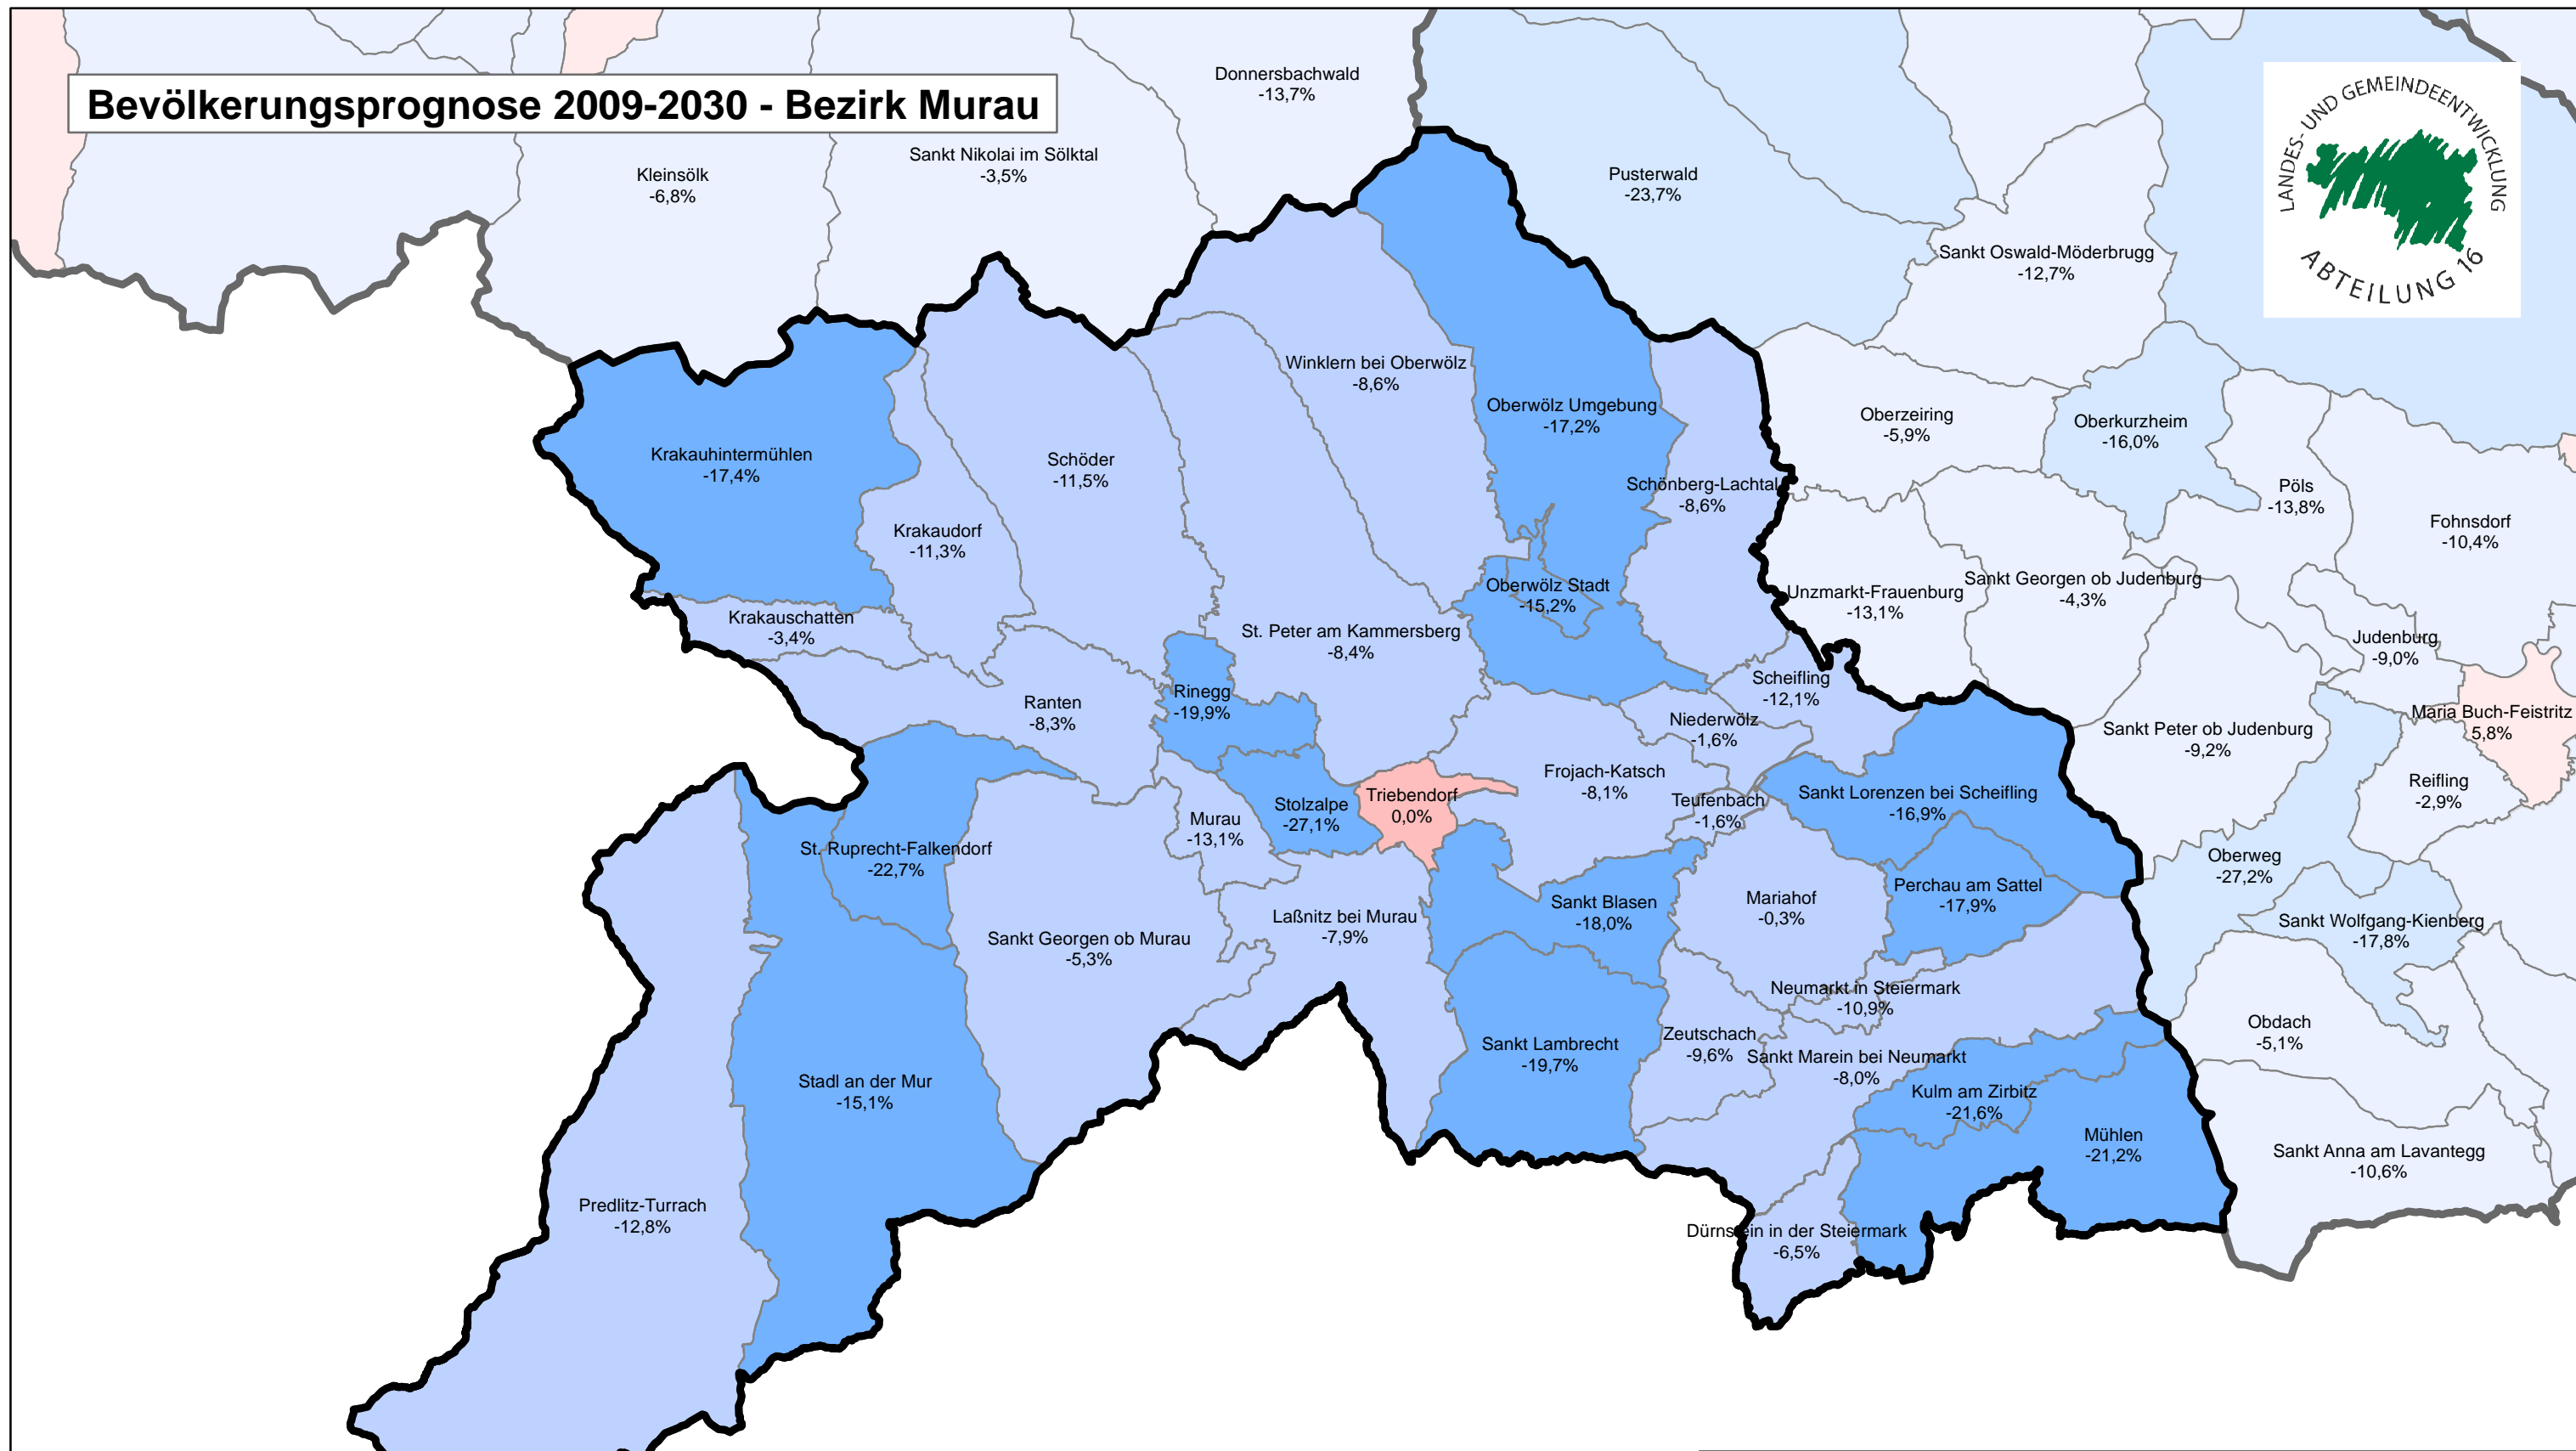 Bevölkerungsprognose 2009-2030 - Bezirk Murau
LANDES- UND GEMEINDEENTWICKLUNG
ABTEILUNG 16
Donnersbachwald
-13,7%
Sankt Nikolai im Sölktal
-3,5%
Kleinsölk
-6,8%
Pusterwald
-23,7%
Sankt Oswald-Möderbrugg
-12,7%
Winklern bei Oberwölz
-8,6%
Oberwölz Umgebung
-17,2%
Oberzeiring
-5,9%
Oberkurzheim
-16,0%
Krakauhintermühlen
-17,4%
Schöder
-11,5%
Schönberg-Lachtal
-8,6%
Pöls
-13,8%
Fohnsdorf
-10,4%
Krakaudorf
-11,3%
Oberwölz Stadt
-15,2%
Unzmarkt-Frauenburg
-13,1%
Sankt Georgen ob Judenburg
-4,3%
Krakauschatten
-3,4%
St. Peter am Kammersberg
-8,4%
Judenburg
-9,0%
Scheifling
-12,1%
Rinegg
-19,9%
Ranten
-8,3%
Niederwölz
-1,6%
Sankt Peter ob Judenburg
-9,2%
Maria Buch-Feistritz
5,8%
Frojach-Katsch
-8,1%
Reifling
-2,9%
Triebendorf
0,0%
Stolzalpe
-27,1%
Teufenbach
-1,6%
Sankt Lorenzen bei Scheifling
-16,9%
Murau
-13,1%
St. Ruprecht-Falkendorf
-22,7%
Oberweg
-27,2%
Perchau am Sattel
-17,9%
Mariahof
-0,3%
Sankt Blasen
-18,0%
Laßnitz bei Murau
-7,9%
Sankt Wolfgang-Kienberg
-17,8%
Sankt Georgen ob Murau
-5,3%
Neumarkt in Steiermark
-10,9%
Obdach
-5,1%
Zeutschach
-9,6%
Sankt Lambrecht
-19,7%
Sankt Marein bei Neumarkt
-8,0%
Stadl an der Mur
-15,1%
Kulm am Zirbitz
-21,6%
Mühlen
-21,2%
Sankt Anna am Lavantegg
-10,6%
Predlitz-Turrach
-12,8%
Dürnstein in der Steiermark
-6,5%